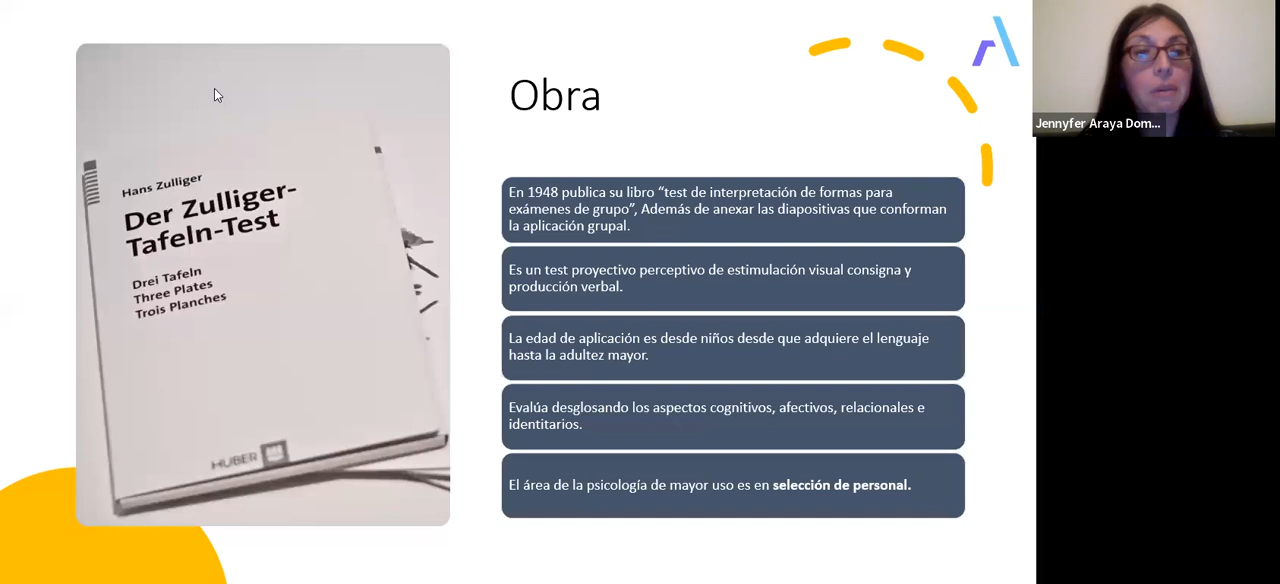 Obra
Hans Zulliger
Der Zulliger-
Tafeln-Test
Drei Tafeln
Three Plates
Trois Planches
HUBER
En 1948 publica su libro “test de interpretación de formas para
exámenes de grupo”, Además de anexar las diapositivas que conforman
la aplicación grupal.
Es un test proyectivo perceptivo de estimulación visual consigna y
producción verbal.
La edad de aplicación es desde niños desde que adquiere el lenguaje
hasta la adultez mayor.
Evalúa desglosando los aspectos cognitivos, afectivos, relacionales e
identitarios.
El área de la psicología de mayor uso es en selección de personal.
Jennyfer Araya Dom...